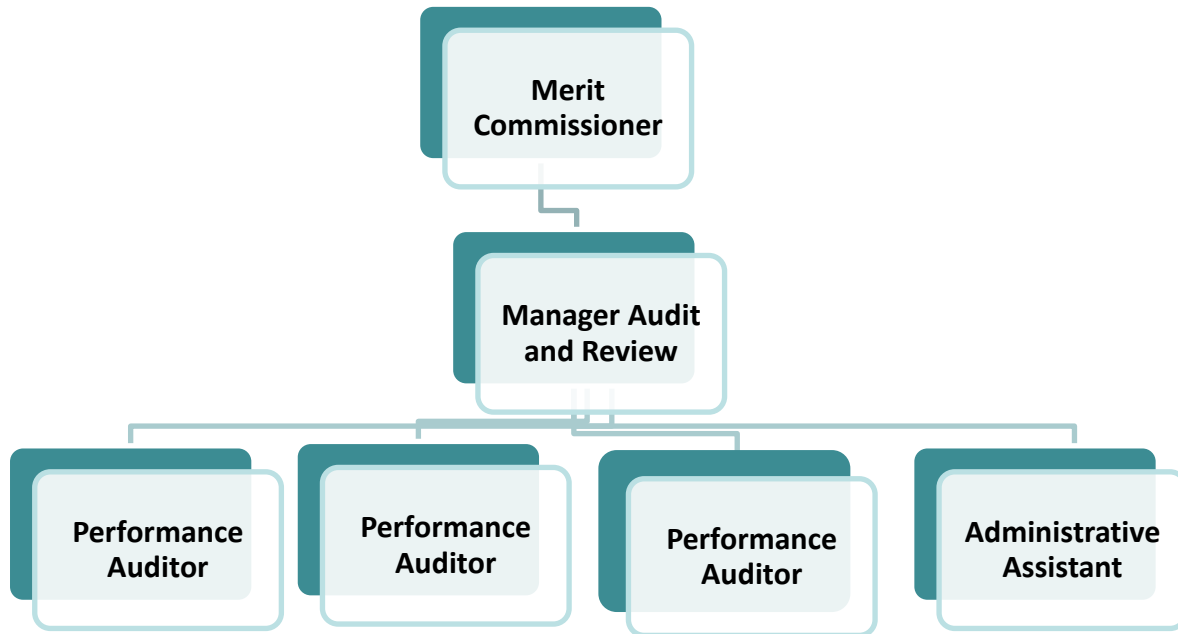 Merit
Commissioner
Manager Audit
and Review
Performance
Auditor
Performance
Auditor
Performance
Auditor
Administrative
Assistant